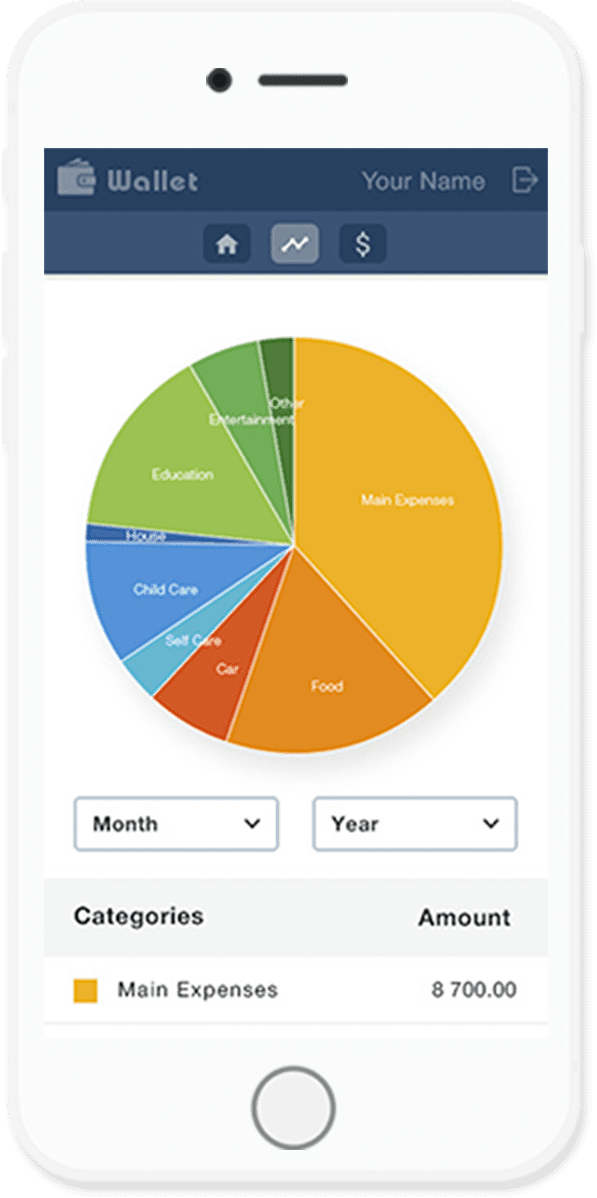 Wallet
Your Name
$
Other
Entertainment
Education
Main Expenses
House
Child Care
Self Care
Car
Food
Month
Year
Categories
Amount
Main Expenses
8 700.00